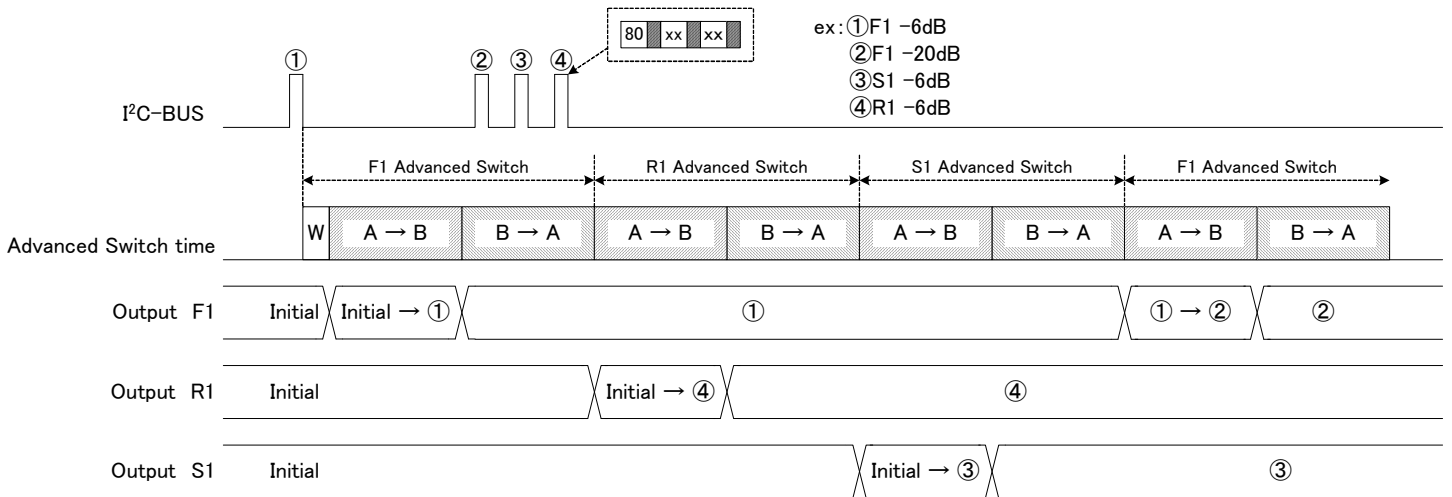 80 xx xx
ex: ①F1 -6dB
②F1 -20dB
③S1 -6dB
④R1 -6dB
① ② ③ ④
I²C-BUS
F1 Advanced Switch R1 Advanced Switch S1 Advanced Switch F1 Advanced Switch
Advanced Switch time W A → B B → A A → B B → A A → B B → A A → B B → A
Output F1 Initial Initial → ① ① ① → ② ②
Output R1 Initial Initial → ④ ④
Output S1 Initial Initial → ③ ③